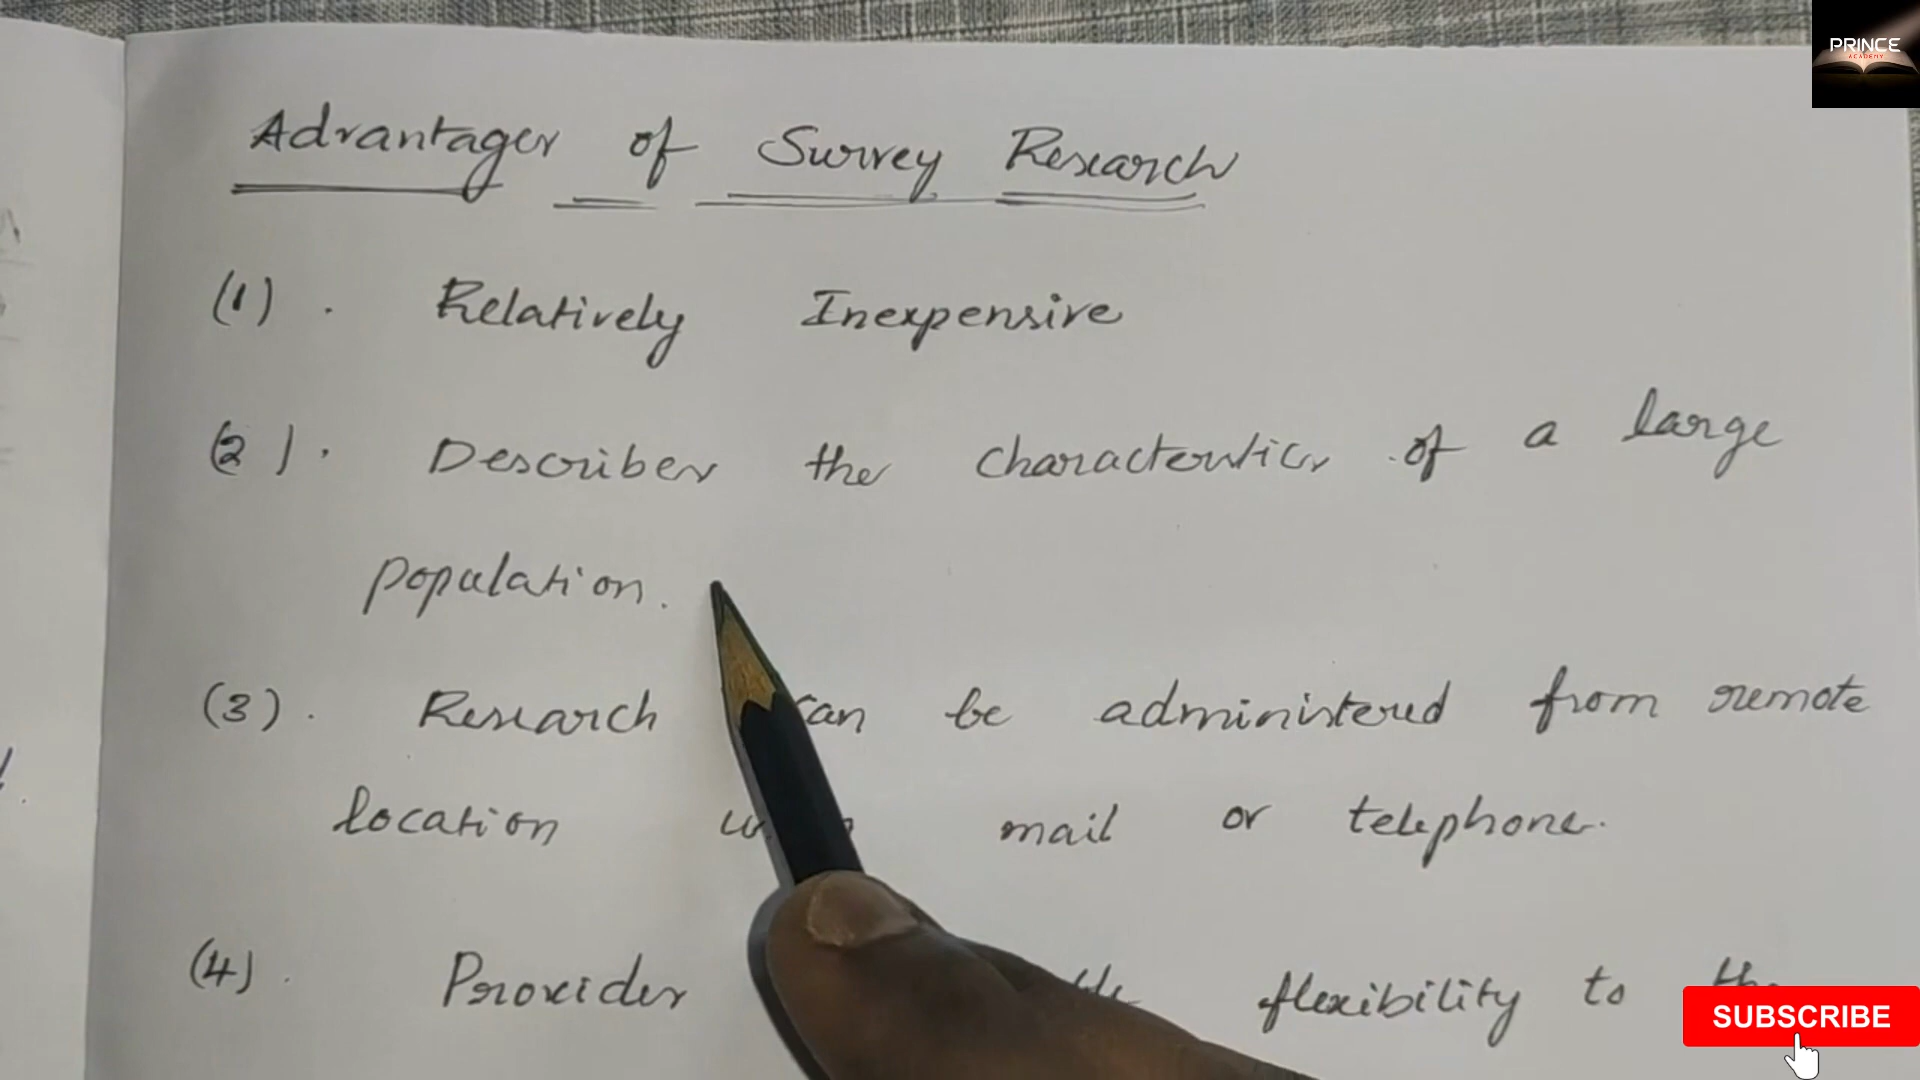 PRINCE
ACADEMY
Advantages of Survey Research
(1). Relatively Inexpensive
(2). Describes the characteristics of a large
population.
(3). Research can be administered from remote
location mail or telephone.
(4). Provides flexibility to
SUBSCRIBE